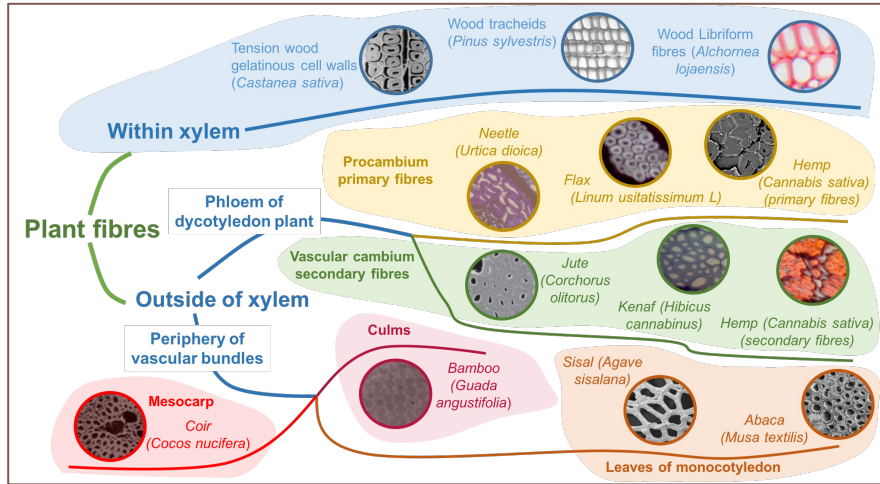 Tension wood
gelatinous cell walls
(Castanea sativa)
Wood tracheids
(Pinus sylvestris)
Wood Libriform
fibres (Alchornea
lojaensis)
Within xylem
Procambium
primary fibres
Neetle
(Urtica dioica)
Flax
(Linum usitatissimum L)
Hemp
(Cannabis sativa)
(primary fibres)
Phloem of
dycotyledon plant
Plant fibres
Vascular cambium
secondary fibres
Jute
(Corchorus
olitorus)
Kenaf (Hibicus
cannabinus)
Hemp (Cannabis sativa)
(secondary fibres)
Outside of xylem
Periphery of
vascular bundles
Culms
Bamboo
(Guada
angustifolia)
Mesocarp
Coir
(Cocos nucifera)
Sisal (Agave
sisalana)
Abaca
(Musa textilis)
Leaves of monocotyledon